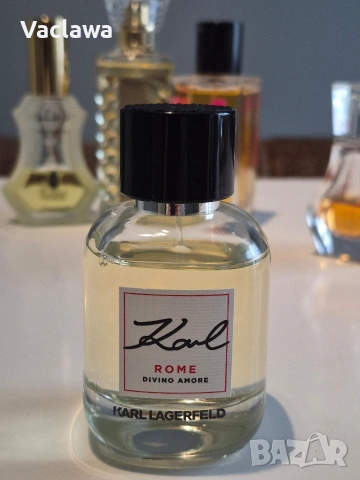 Vaclawa
Karl
ROME
DIVINO AMORE
KARL LAGERFELD
BAZAR